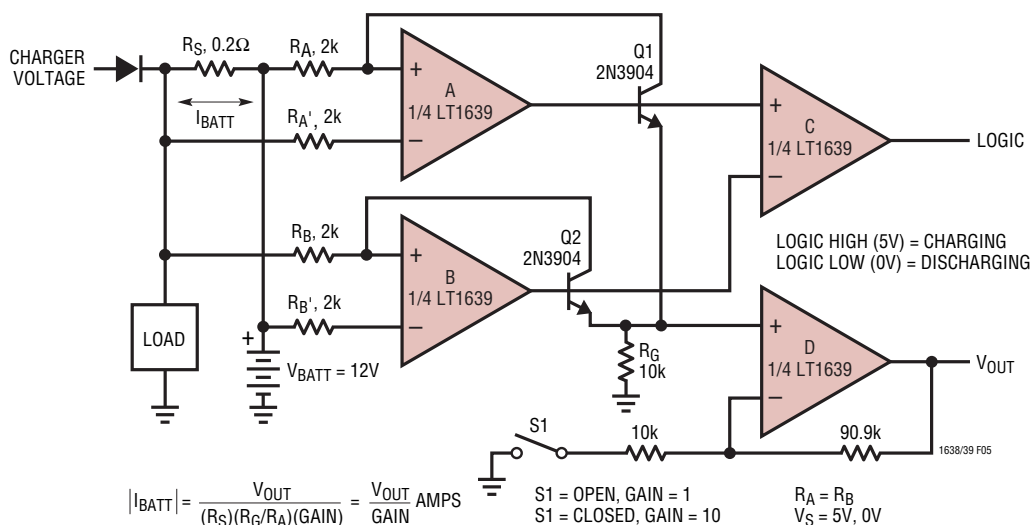 CHARGER
VOLTAGE
R_S, 0.2Ω
I_BATT
R_A, 2k
R_A', 2k
+
−
A
1/4 LT1639
Q1
2N3904
+
−
C
1/4 LT1639
LOGIC
R_B, 2k
R_B', 2k
+
−
B
1/4 LT1639
Q2
2N3904
LOGIC HIGH (5V) = CHARGING
LOGIC LOW (0V) = DISCHARGING
LOAD
+
V_BATT = 12V
R_G
10k
+
−
D
1/4 LT1639
V_OUT
S1
10k
90.9k
1638/39 F05
|I_BATT| = V_OUT / (R_S)(R_G/R_A)(GAIN) = V_OUT / GAIN AMPS
S1 = OPEN, GAIN = 1
S1 = CLOSED, GAIN = 10
R_A = R_B
V_S = 5V, 0V